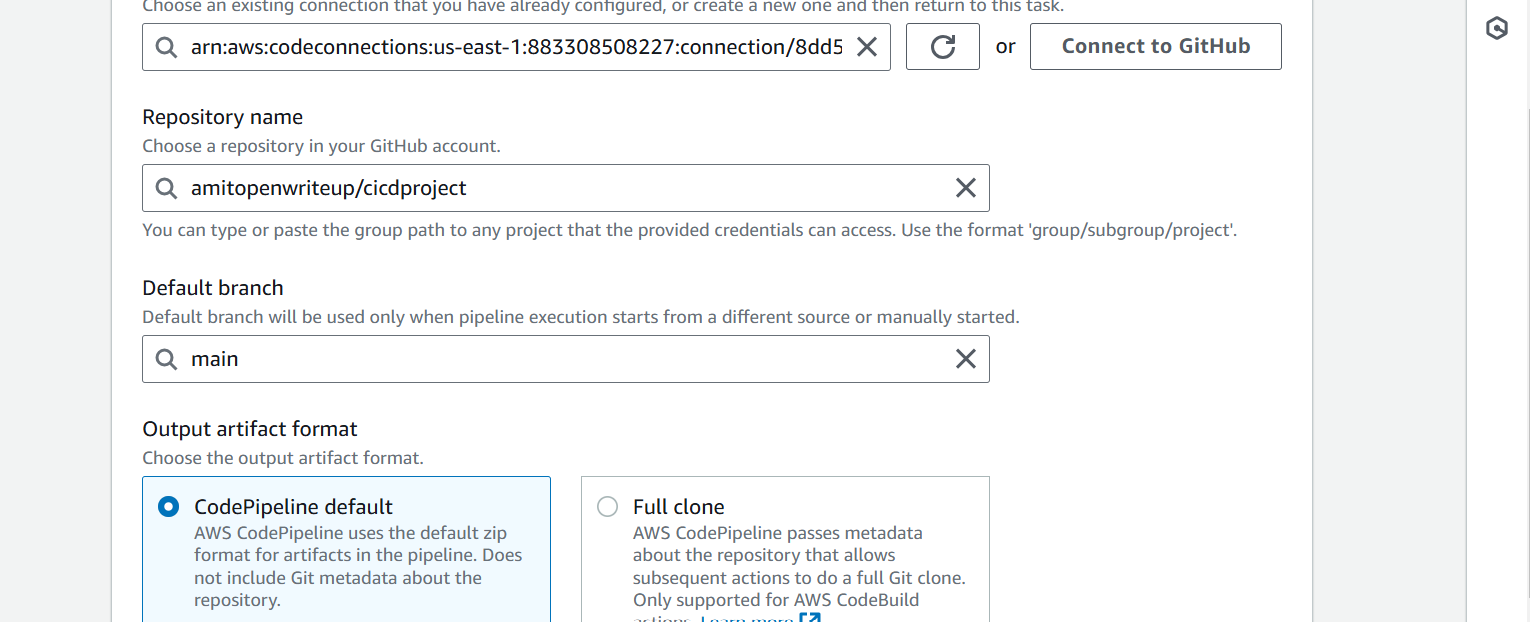 Choose an existing connection that you have already configured, or create a new one and then return to this task.
arn:aws:codeconnections:us-east-1:883308508227:connection/8dd5
or
Connect to GitHub
Repository name
Choose a repository in your GitHub account.
amitopenwriteup/cicdproject
You can type or paste the group path to any project that the provided credentials can access. Use the format 'group/subgroup/project'.
Default branch
Default branch will be used only when pipeline execution starts from a different source or manually started.
main
Output artifact format
Choose the output artifact format.
CodePipeline default
AWS CodePipeline uses the default zip
format for artifacts in the pipeline. Does
not include Git metadata about the
repository.
Full clone
AWS CodePipeline passes metadata
about the repository that allows
subsequent actions to do a full Git clone.
Only supported for AWS CodeBuild
actions. Learn more